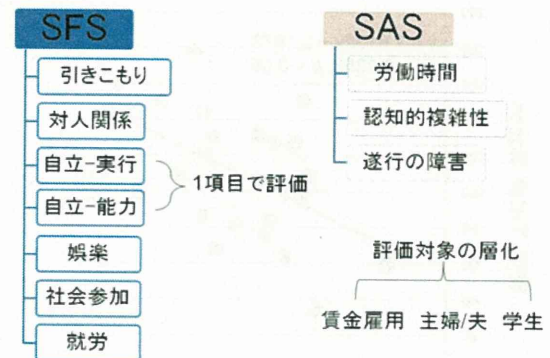 SFS
引きこもり
対人関係
自立-実行
自立-能力
1項目で評価
娯楽
社会参加
就労
SAS
労働時間
認知的複雑性
遂行の障害
評価対象の層化
賃金雇用 主婦/夫 学生